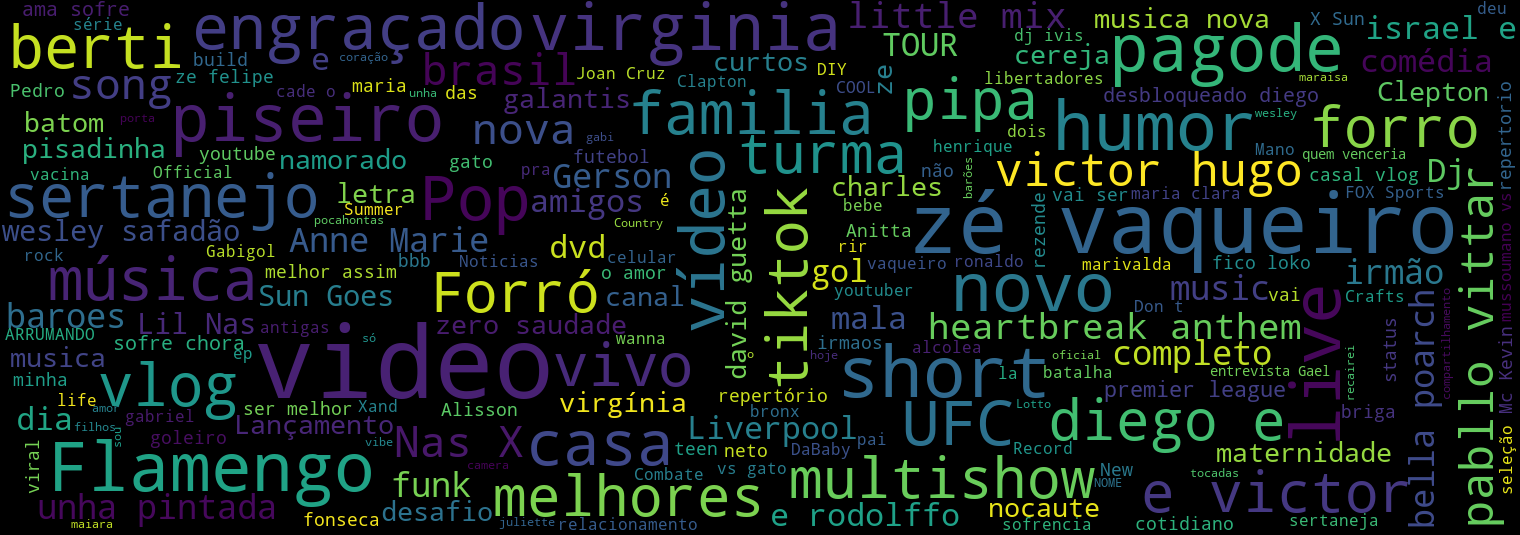 ama sofre
série
engraçado
virginia
little mix
musica nova
X Sun
deu
berti
build
e
coração
TOUR
dj ivis
cereja
pagode
israel e
ze felipe
brasil
Joan Cruz
curtos
DIY
ze
comédia
Pedro
song
cade o
maria
unha
das
galantis
Clapton
COOL
libertadores
maraisa
desbloqueado diego
Clepton
batom
porta
piseiro
nova
gabi
familia
pipa
humor
wesley
forro
repertorio
pisadinha
youtube
namorado
gato
pra
futebol
turma
henrique
dois
Mano
quem venceria
vacina
Official
Gerson
não
barões
victor hugo
casal vlog
Dj
sertanejo
letra
Summer
Pop
amigos
é
vídeo
charles
bebe
vai ser
maria clara
FOX Sports
wesley safadão
pocahontas
Country
Anitta
zé vaqueiro
rezende
rock
Gabigol
Anne Marie
bbb
Noticias
dvd
celular
david guetta
tiktok
rir
vaqueiro
ronaldo
marivalda
fico loko
irmão
música
melhor assim
Forró
o amor
gol
youtuber
novo
Don t
music
vai
Crafts
mussoumano vs
baroes
Lil Nas
antigas
Sun Goes
canal
mala
heartbreak anthem
live
status
Mc Kevin
pabllo vittar
ARRUMANDO
sofre chora
só
zero saudade
wanna
irmaos
alcolea
oficial
completo
recairei
bella poarch
compartilhamento
musica
ep
video
vivo
o
hoje
short
la
batalha
entrevista Gael
minha
vlog
repertório
premier league
life
amor
gabriel
ser melhor
Xand
Alisson
virgínia
bronx
Lotto
diego e
briga
dia
filhos
sou
goleiro
Lançamento
vibe
Nas X
casa
teen
neto
Liverpool
DaBaby
pai
UFC
Record
maternidade
viral
Flamengo
camera
Combate
vs gato
multishow
New
NOME
tocadas
e victor
seleção
funk
melhores
unha pintada
maiara
fonseca
desafio
juliette
relacionamento
e rodolffo
nocaute
sofrencia
cotidiano
sertaneja